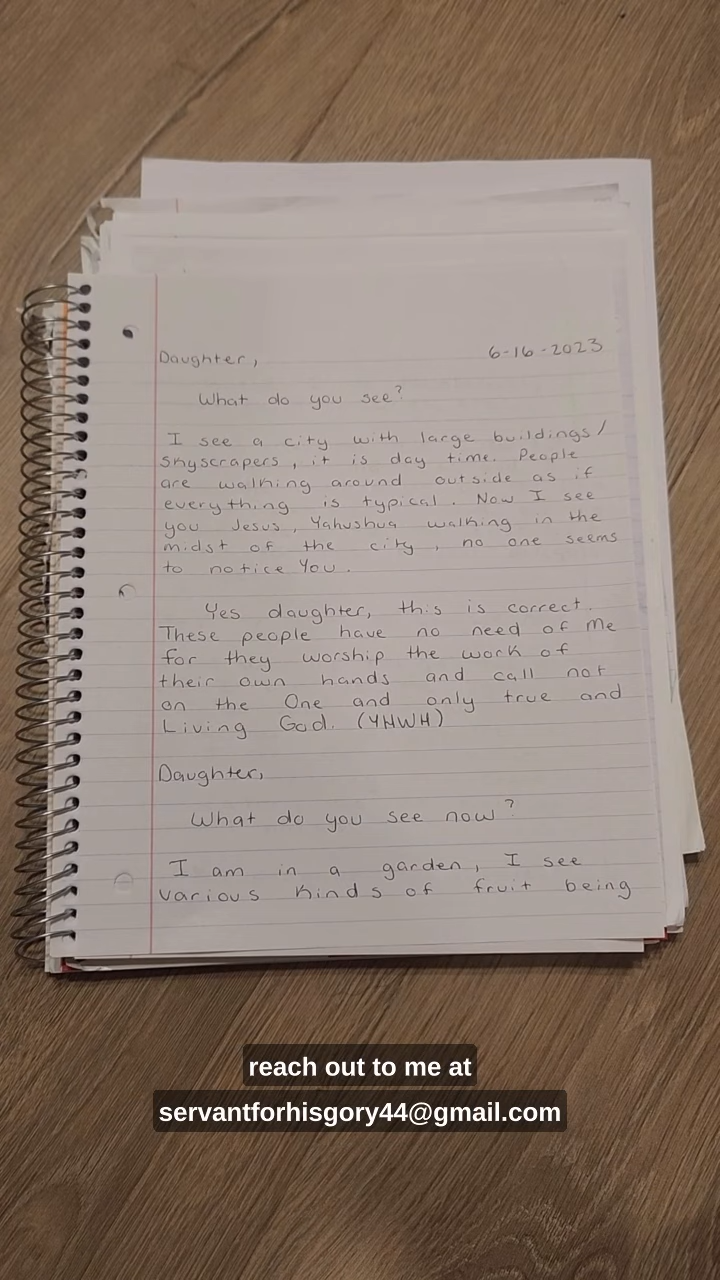 Daughter, 6-16-2023
What do you see?
I see a city with large buildings/
skyscrapers, it is day time. People
are walking around outside as if
everything is typical. Now I see
you Jesus, Yahushua walking in the
midst of the city, no one seems
to notice You.
Yes daughter, this is correct.
These people have no need of me
for they worship the work of
their own hands and call not
on the One and only true and
Living God. (YHWH)
Daughter,
What do you see now?
I am in a garden, I see
various kinds of fruit being
reach out to me at
servantforhisgory44@gmail.com